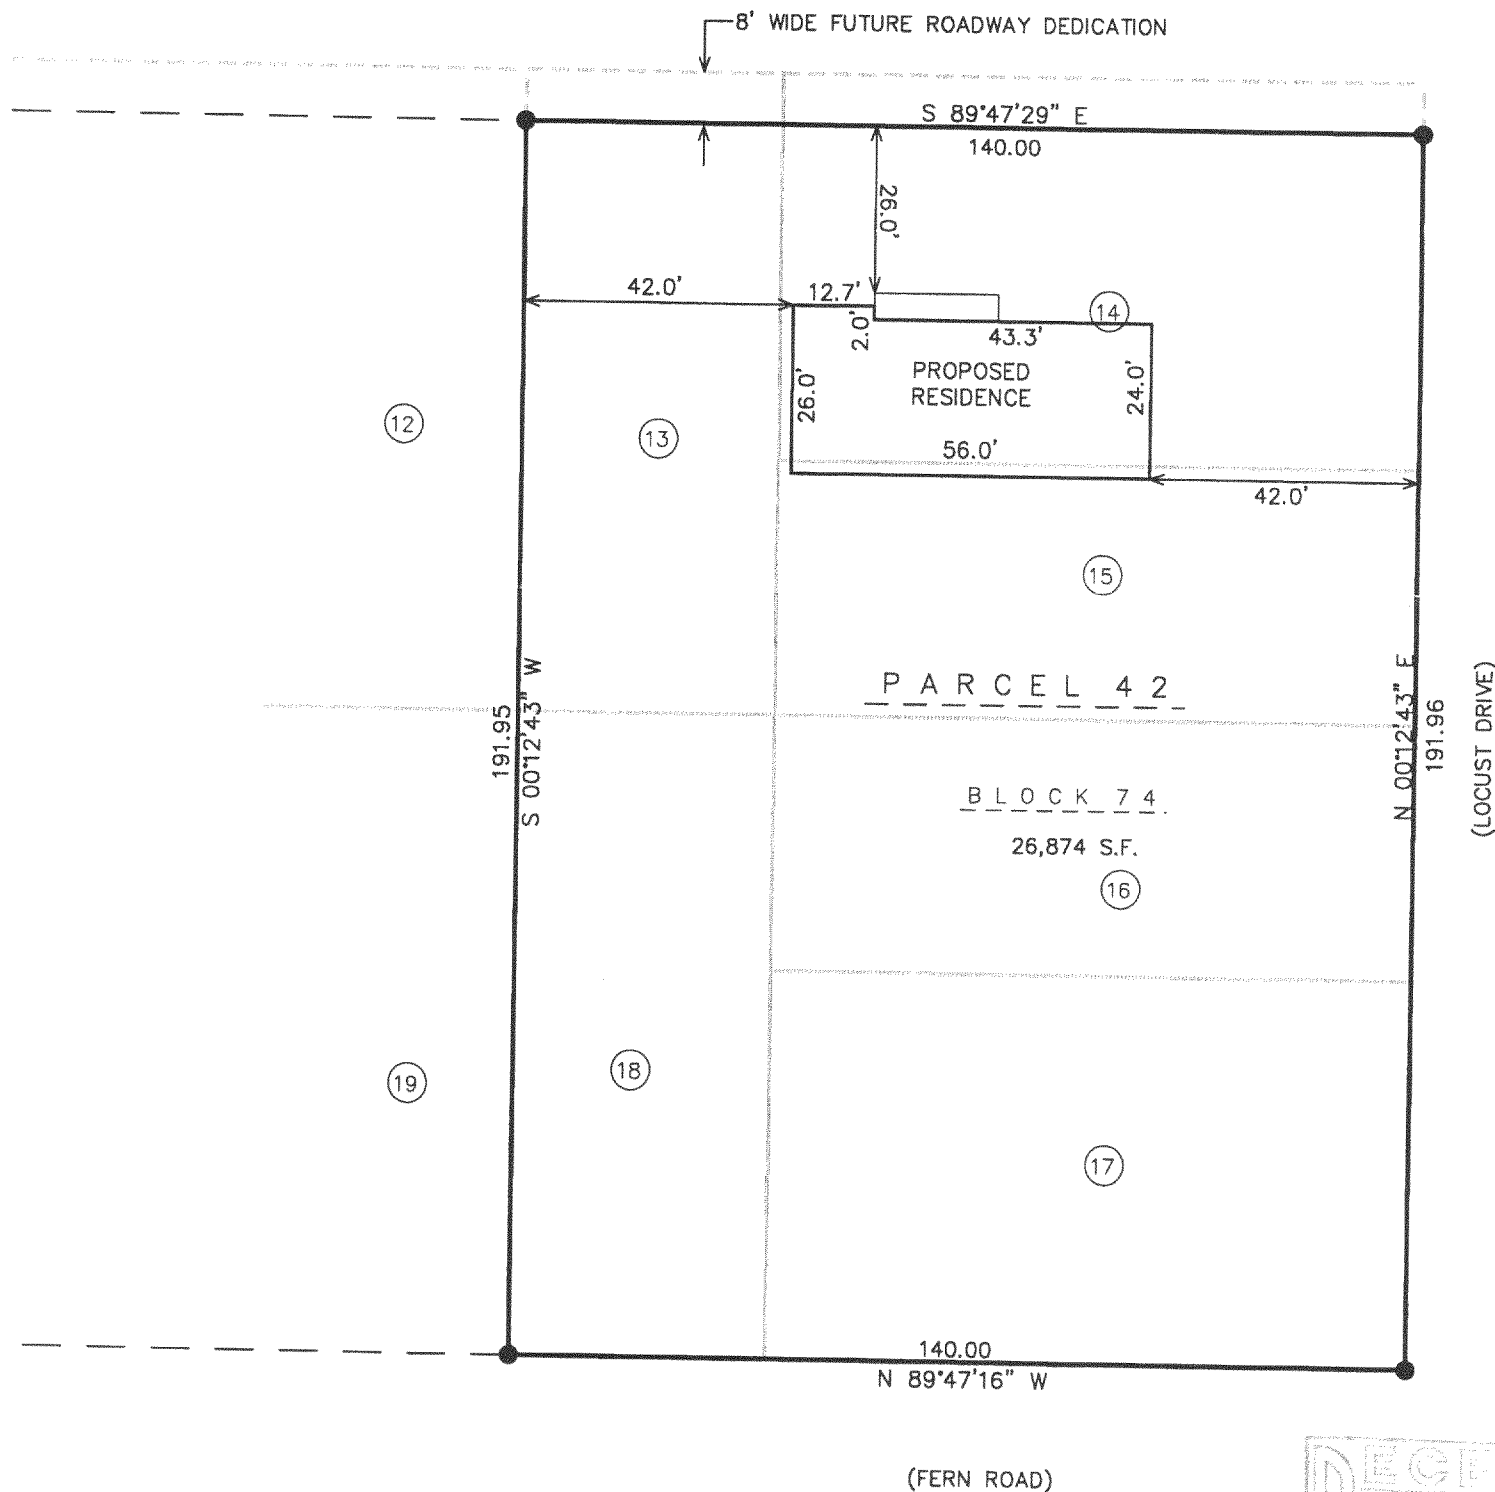 8' WIDE FUTURE ROADWAY DEDICATION
S 89°47'29" E
140.00
26.0'
42.0'
12.7'
14
2.0'
43.3'
PROPOSED
RESIDENCE
26.0'
24.0'
12
13
56.0'
42.0'
15
PARCEL 42
191.95
S 00°12'43" W
N 00°12'43" E
191.96
(LOCUST DRIVE)
BLOCK 74
26,874 S.F.
16
19
18
17
140.00
N 89°47'16" W
(FERN ROAD)